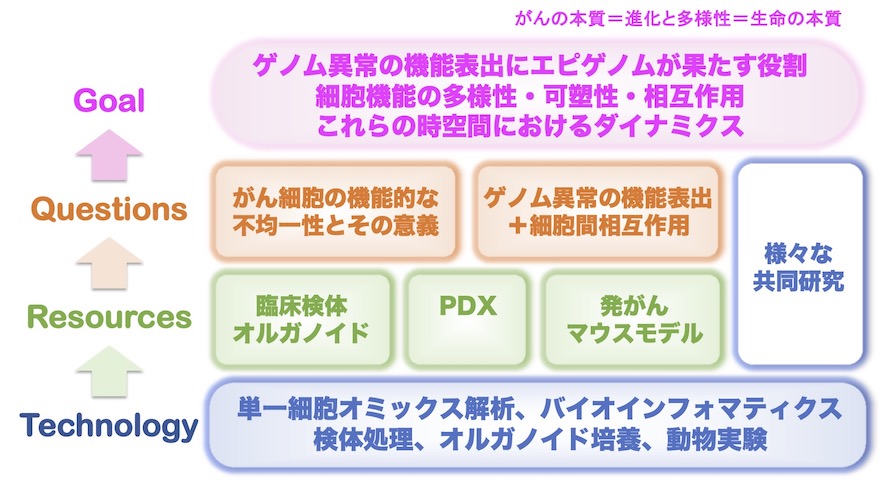 がんの本質＝進化と多様性＝生命の本質
Goal
ゲノム異常の機能表出にエピゲノムが果たす役割
細胞機能の多様性・可塑性・相互作用
これらの時空間におけるダイナミクス
Questions
がん細胞の機能的な
不均一性とその意義
ゲノム異常の機能表出
＋細胞間相互作用
様々な
共同研究
Resources
臨床検体
オルガノイド
PDX
発がん
マウスモデル
Technology
単一細胞オミックス解析、バイオインフォマティクス
検体処理、オルガノイド培養、動物実験